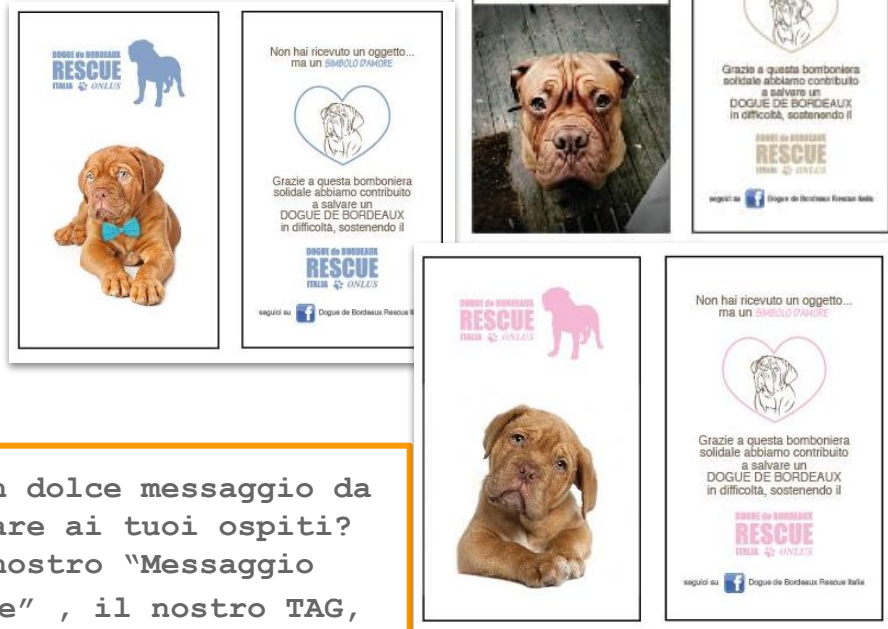 DOGUE de BORDEAUX
RESCUE
ITALIA ONLUS
Non hai ricevuto un oggetto...
ma un SIMBOLO D'AMORE
Grazie a questa bomboniera
solidale abbiamo contribuito
a salvare un
DOGUE DE BORDEAUX
in difficoltà, sostenendo il
DOGUE de BORDEAUX
RESCUE
ITALIA ONLUS
seguici su f Dogue de Bordeaux Rescue
Grazie a questa bomboniera
solidale abbiamo contribuito
a salvare un
DOGUE DE BORDEAUX
in difficoltà, sostenendo il
DOGUE de BORDEAUX
RESCUE
ITALIA ONLUS
seguici su f Dogue de Bordeaux Rescue Italia
DOGUE de BORDEAUX
RESCUE
ITALIA ONLUS
Non hai ricevuto un oggetto...
ma un SIMBOLO D'AMORE
Grazie a questa bomboniera
solidale abbiamo contribuito
a salvare un
DOGUE DE BORDEAUX
in difficoltà, sostenendo il
DOGUE de BORDEAUX
RESCUE
ITALIA ONLUS
seguici su f Dogue de Bordeaux Rescue Italia
dolce messaggio da
are ai tuoi ospiti?
nostro “Messaggio
e” , il nostro TAG,